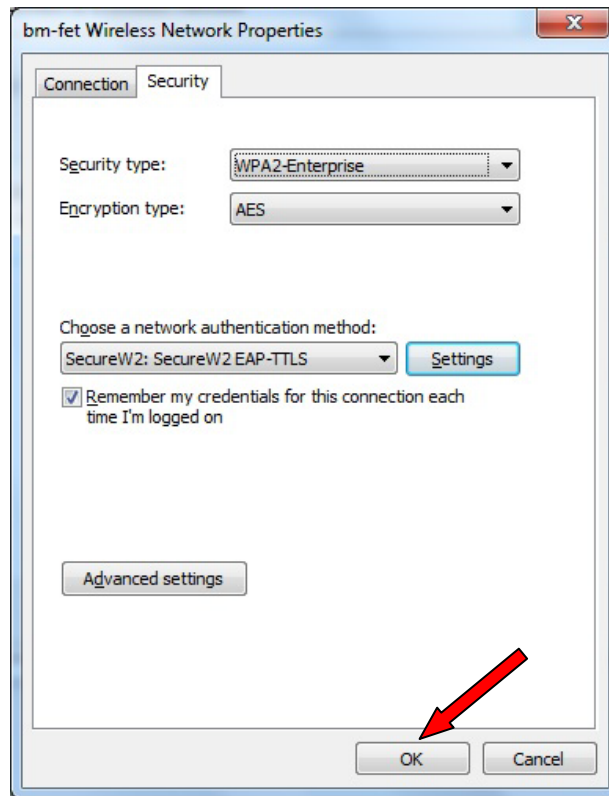 bm-fet Wireless Network Properties
Connection Security
Security type: WPA2-Enterprise
Encryption type: AES
Choose a network authentication method:
SecureW2: SecureW2 EAP-TTLS Settings
Remember my credentials for this connection each
time I'm logged on
Advanced settings
OK Cancel